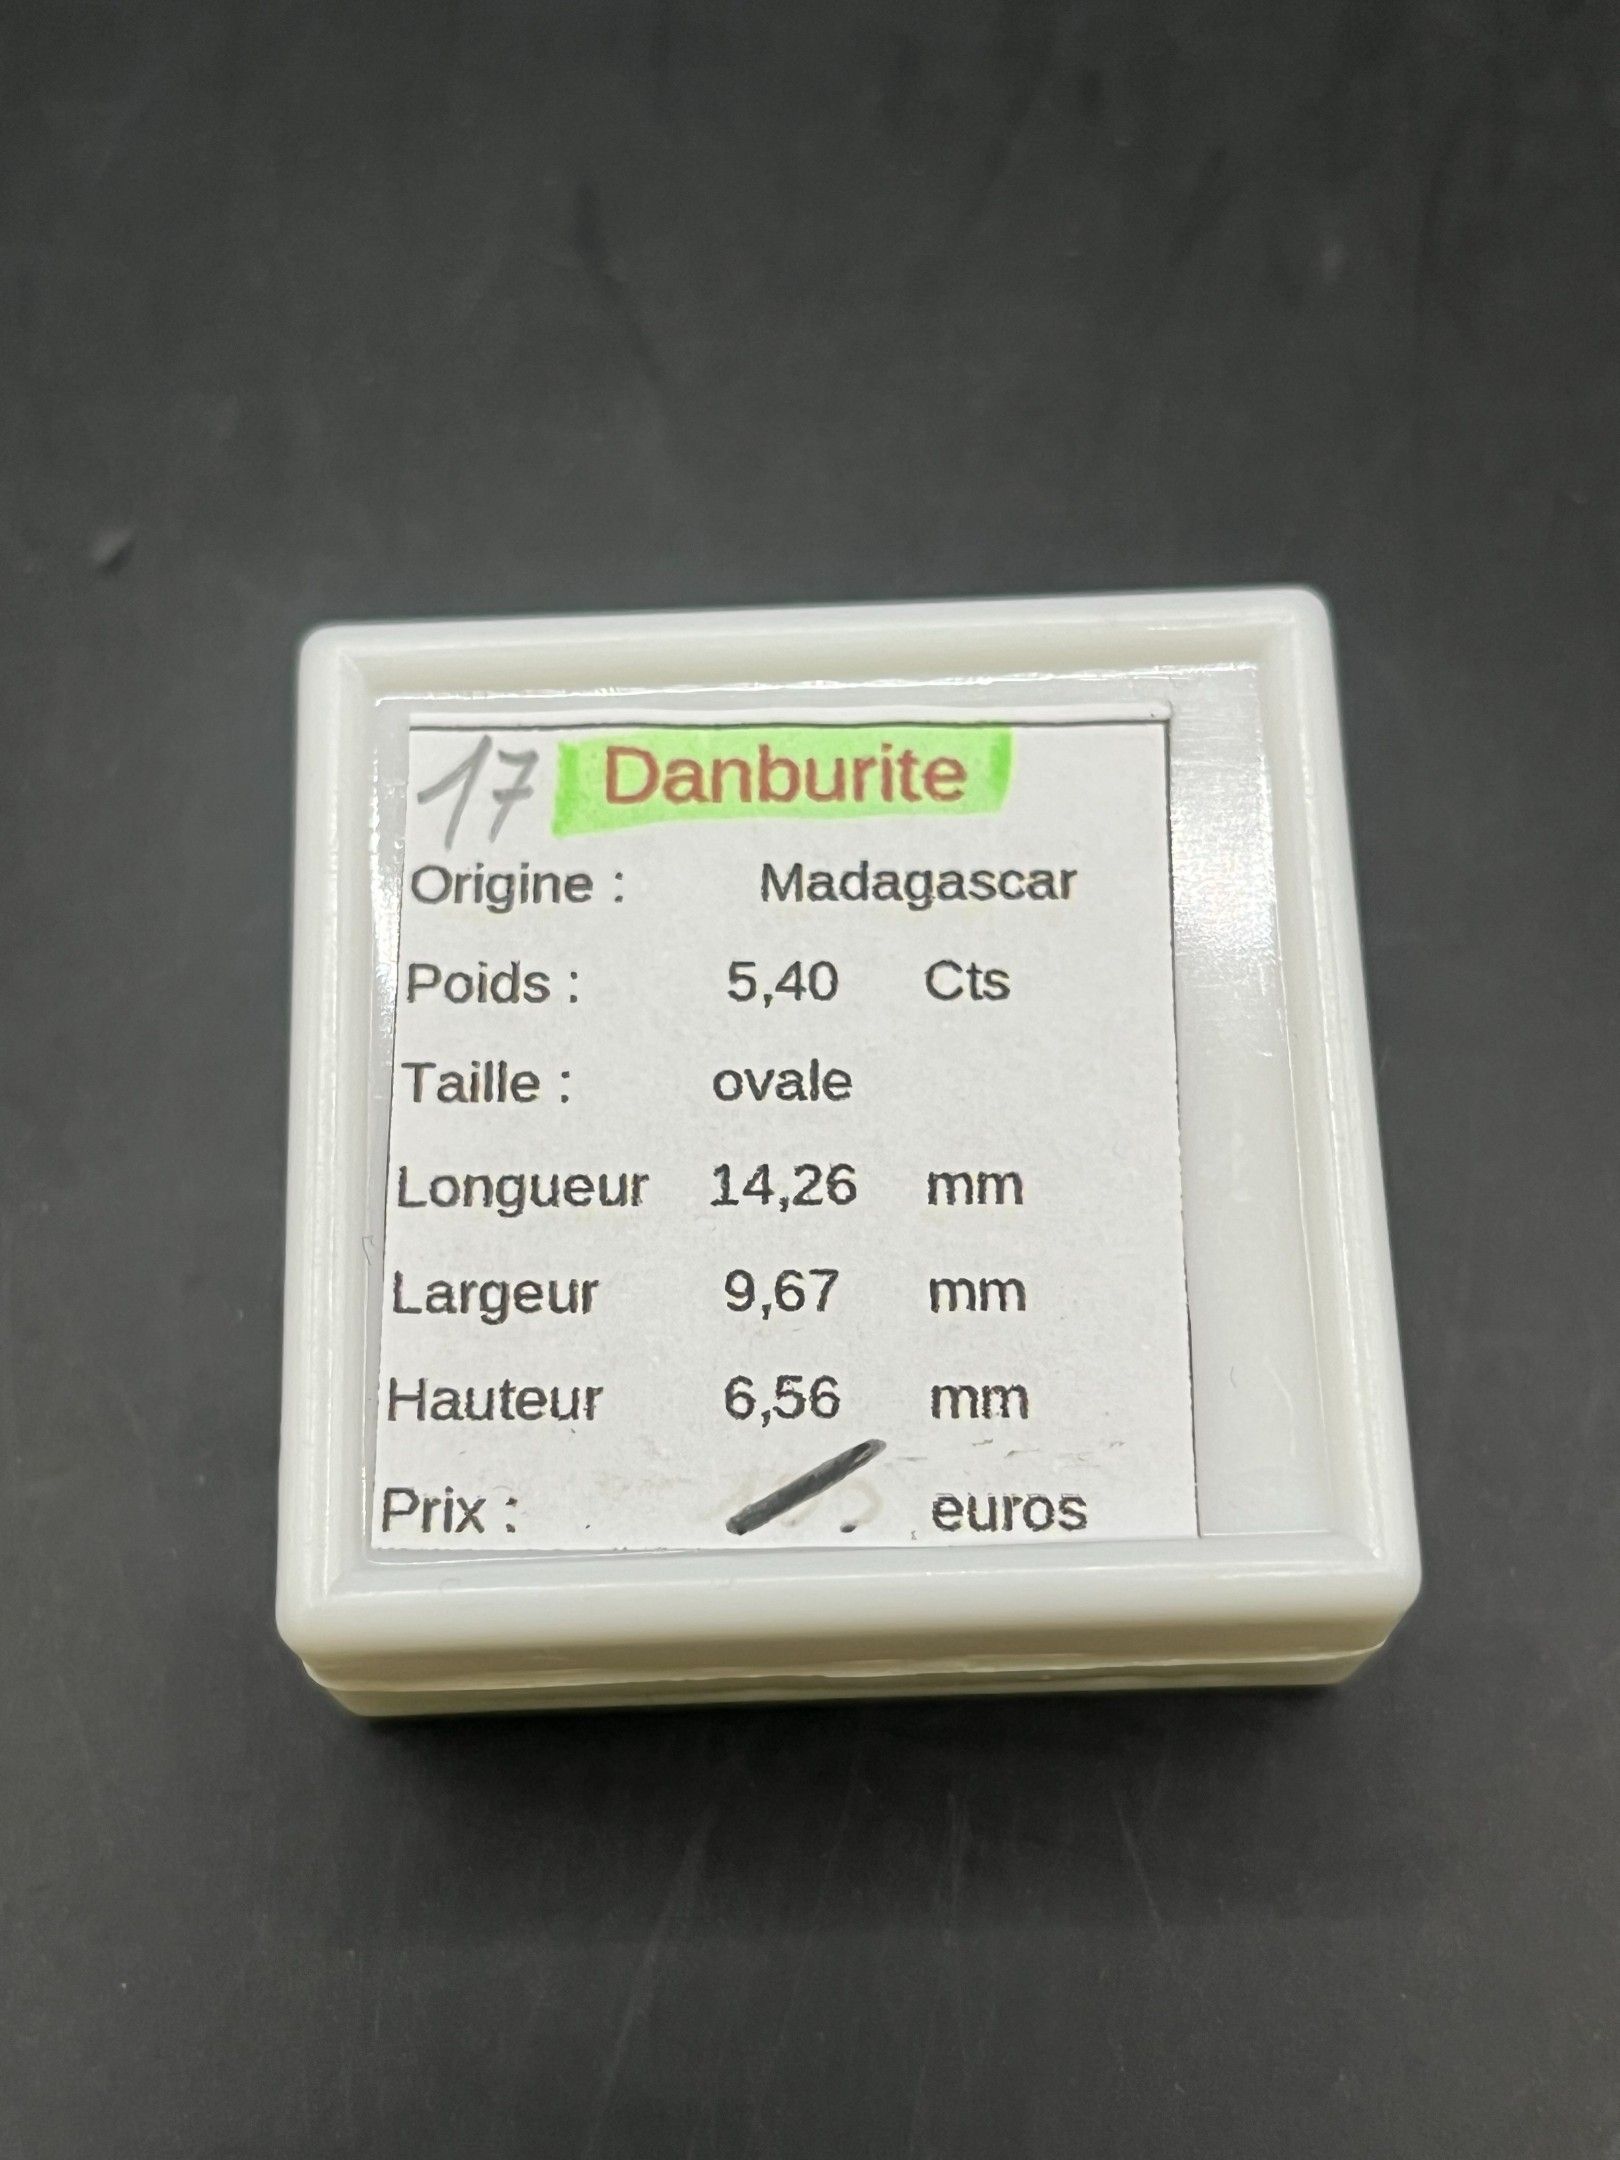 17 Danburite
Origine : Madagascar
Poids : 5,40 Cts
Taille : ovale
Longueur 14,26 mm
Largeur 9,67 mm
Hauteur 6,56 mm
Prix : euros